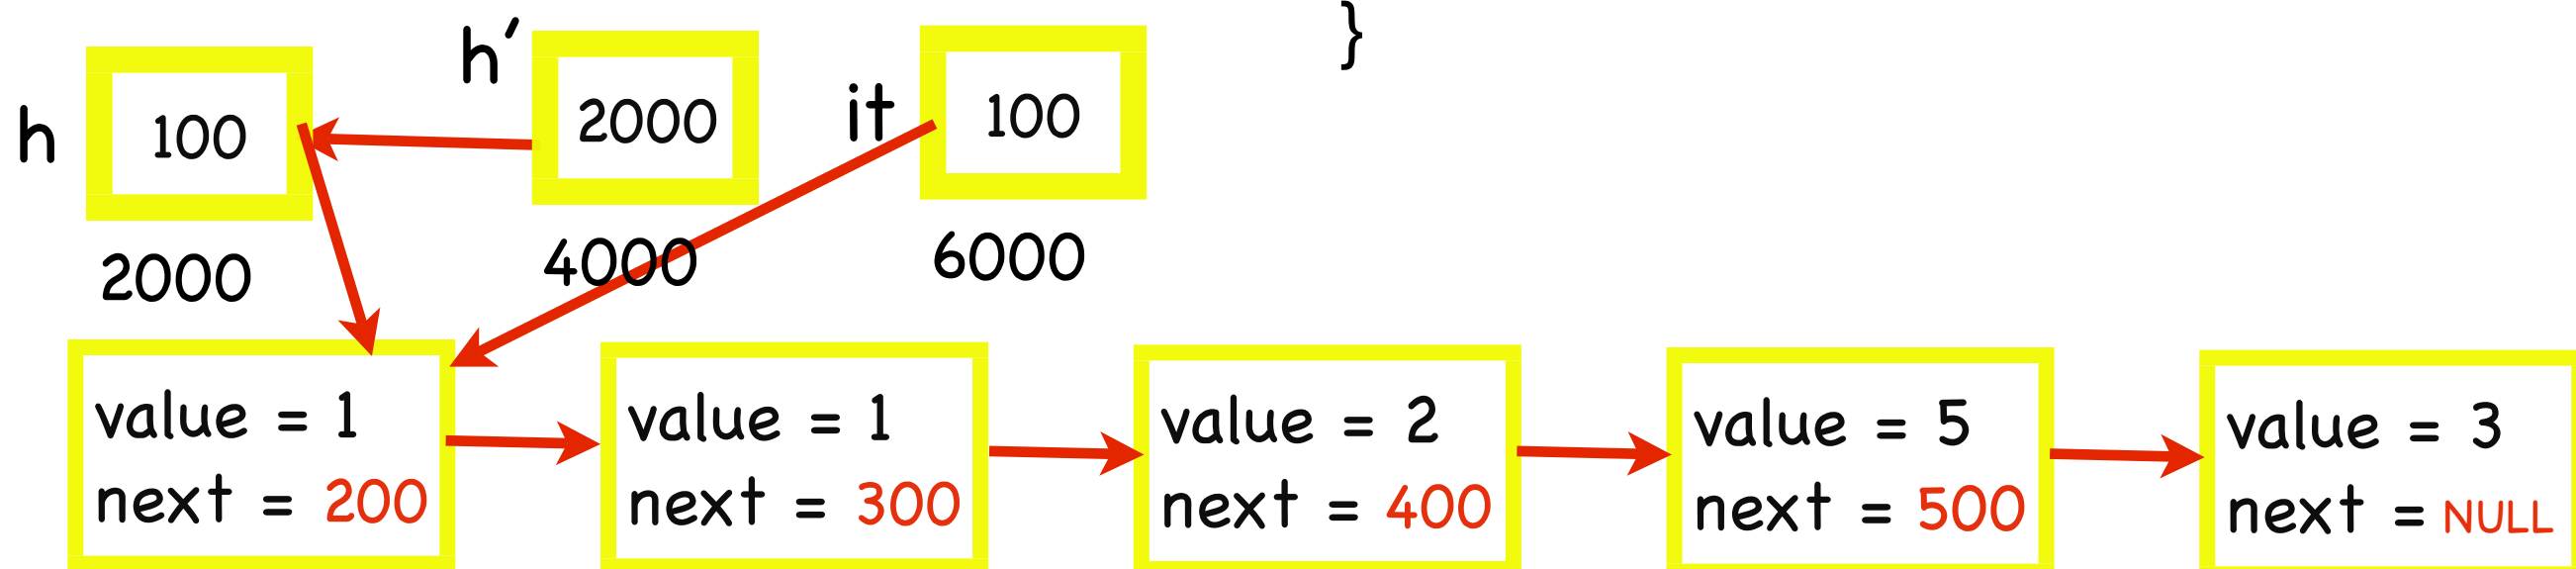 }
h
100
2000
h′
2000
4000
it
100
6000
value = 1
next = 200
value = 1
next = 300
value = 2
next = 400
value = 5
next = 500
value = 3
next = NULL